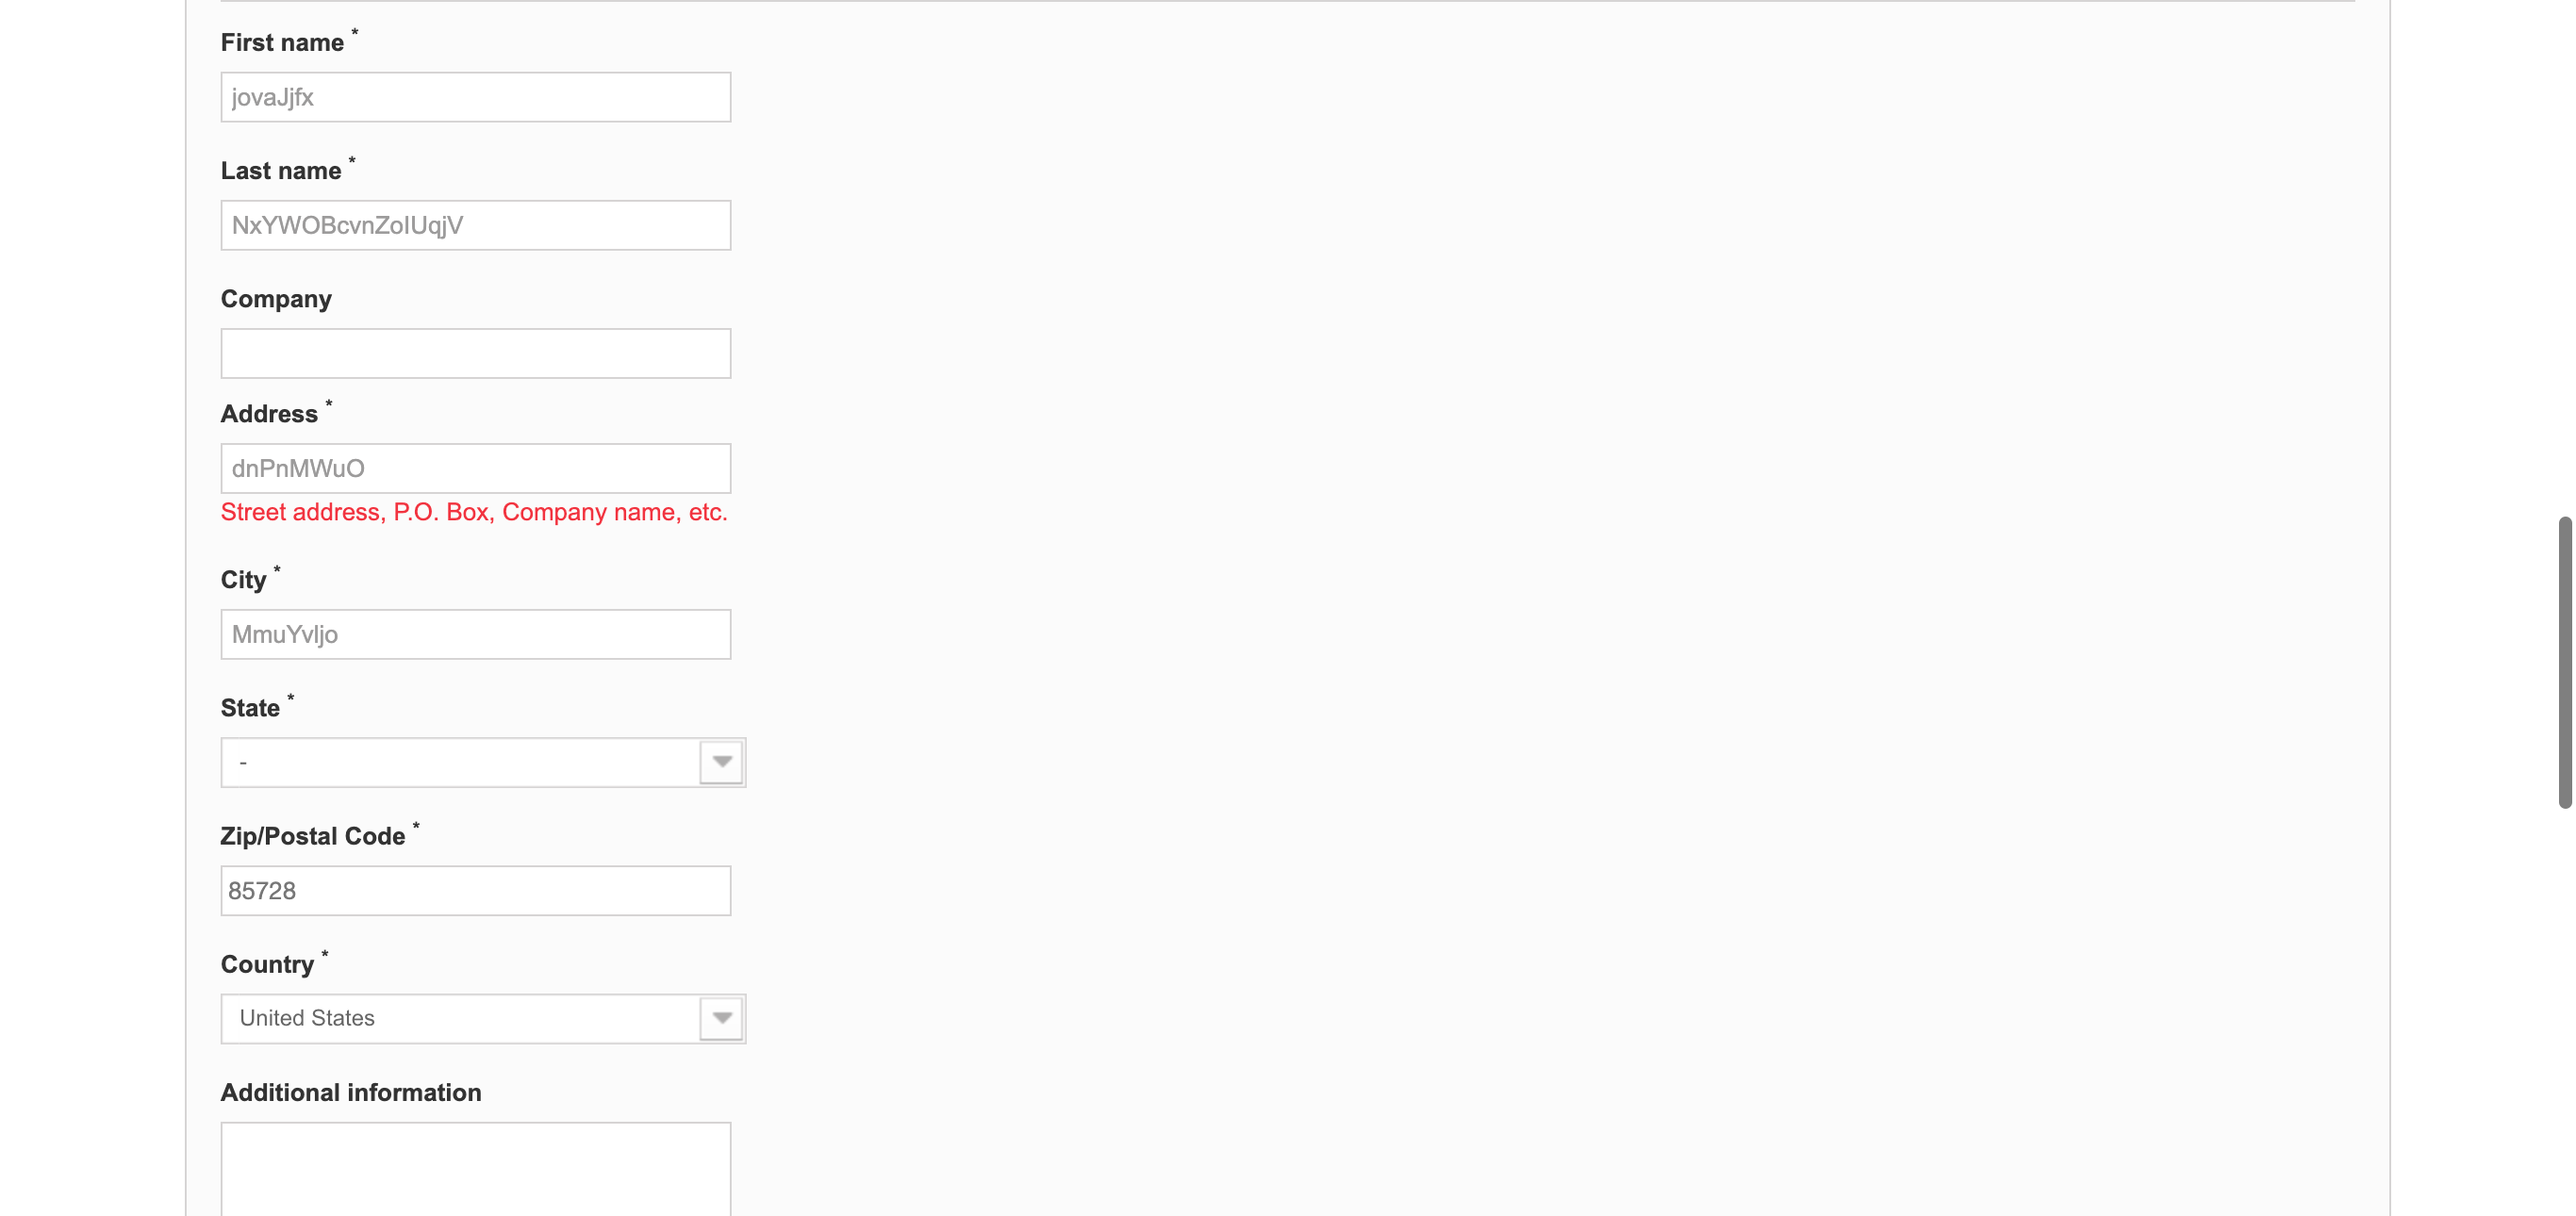 First name *
jovaJjfx
Last name *
NxYWOBcvnZoIUqjV
Company
Address *
dnPnMWuO
Street address, P.O. Box, Company name, etc.
City *
MmuYvljo
State *
-
Zip/Postal Code *
85728
Country *
United States
Additional information